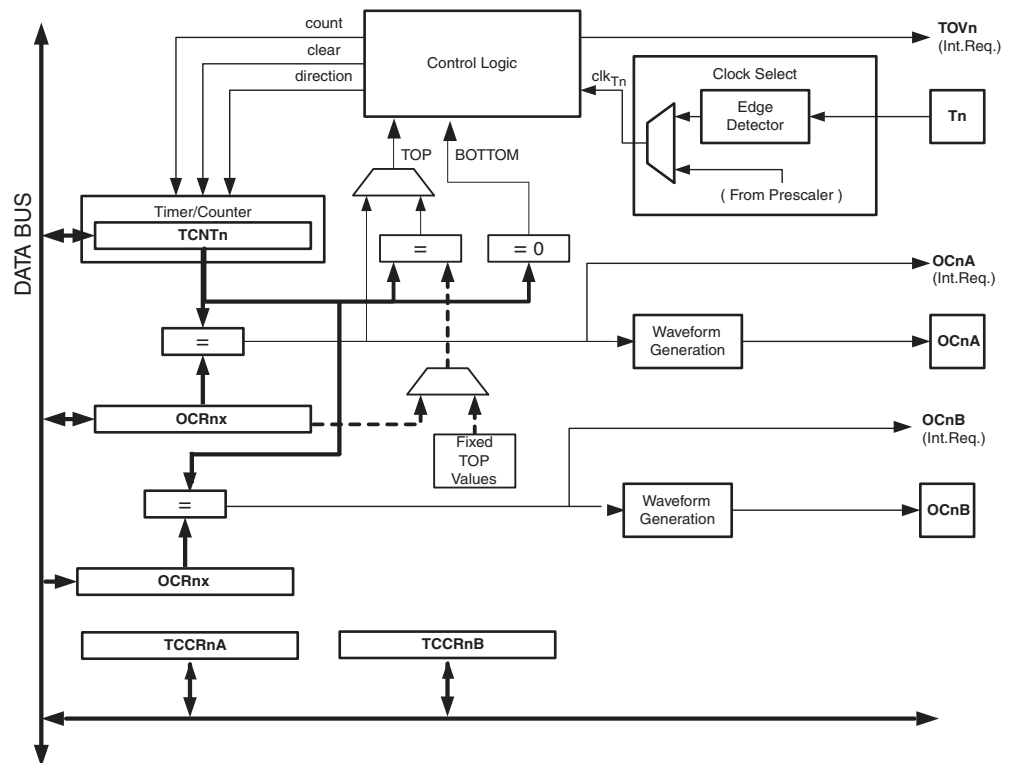 count
clear
direction
Control Logic
TOVn
(Int.Req.)
clkTn
Clock Select
Edge
Detector
Tn
( From Prescaler )
TOP
BOTTOM
DATA BUS
Timer/Counter
TCNTn
=
= 0
OCnA
(Int.Req.)
=
Waveform
Generation
OCnA
OCRnx
Fixed
TOP
Values
OCnB
(Int.Req.)
=
Waveform
Generation
OCnB
OCRnx
TCCRnA
TCCRnB